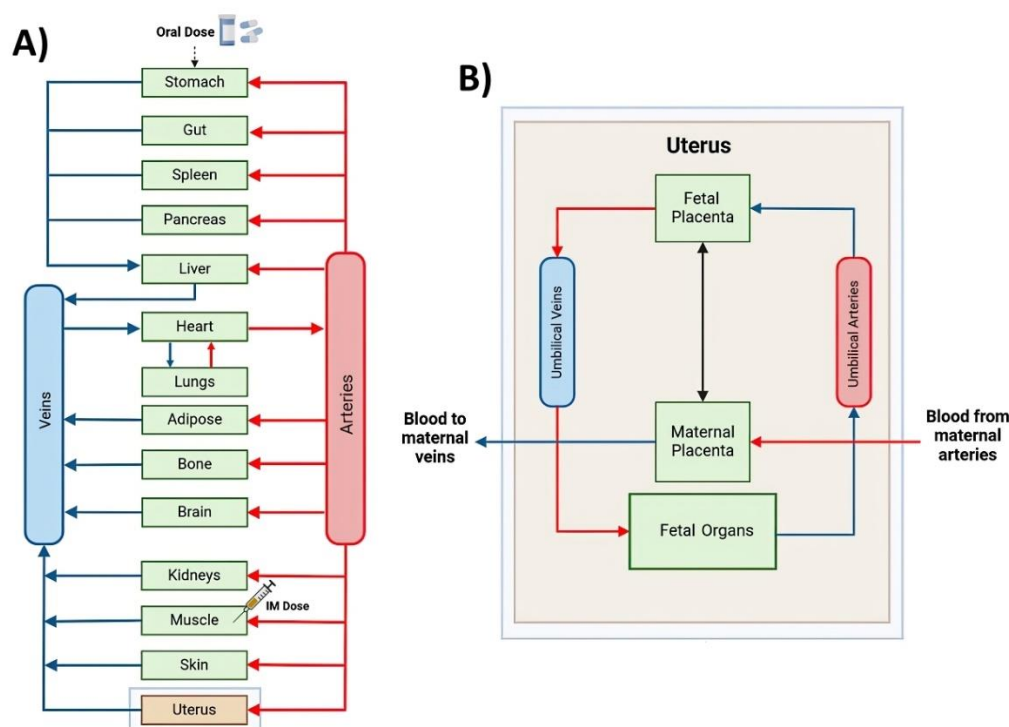 A)
Oral Dose
Stomach
Gut
Spleen
Pancreas
Liver
Heart
Lungs
Adipose
Bone
Brain
Kidneys
Muscle
IM Dose
Skin
Uterus
Veins
Arteries
B)
Uterus
Fetal
Placenta
Umbilical Veins
Umbilical Arteries
Blood to
maternal
veins
Maternal
Placenta
Blood from
maternal
arteries
Fetal Organs